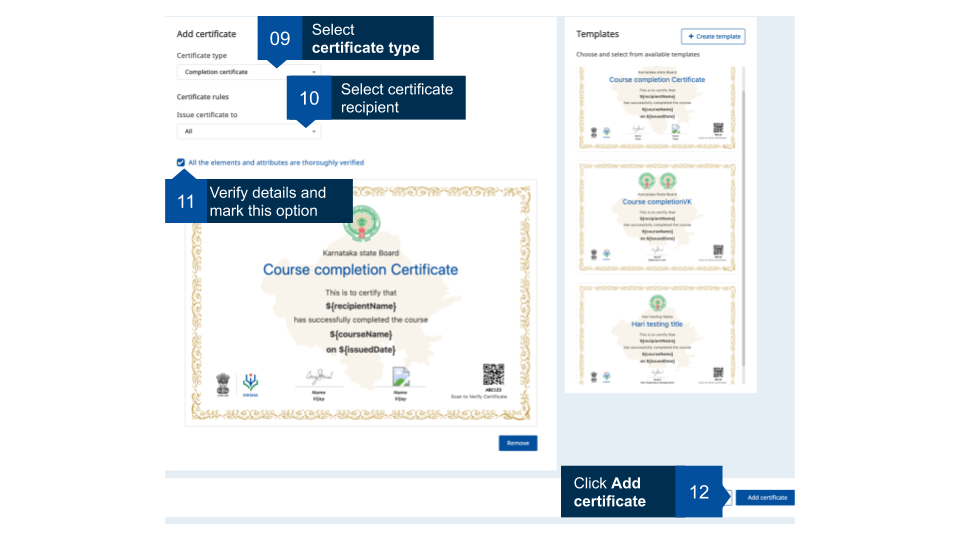 Add certificate
09
Select
certificate type
Certificate type
Completion certificate
10
Select certificate
recipient
Certificate rules
Issue certificate to
All
All the elements and attributes are thoroughly verified
11
Verify details and
mark this option
Karnataka state Board
Course completion Certificate
This is to certify that
${recipientName}
has successfully completed the course
${courseName}
on ${issuedDate}
Name
Vijay
Name
Vijay
ABC123
Scan to Verify Certificate
Remove
Templates
+ Create template
Choose and select from available templates
Karnataka state Board
Course completion Certificate
This is to certify that
${recipientName}
has successfully completed the course
${courseName}
on ${issuedDate}
Karnataka State Board
Course completionVK
This is to certify that
${recipientName}
has successfully completed the course
${courseName}
on ${issuedDate}
Hari testing Name
Hari testing title
This is to certify that
${recipientName}
has successfully completed the course
${courseName}
on ${issuedDate}
Click Add
certificate
12
Add certificate